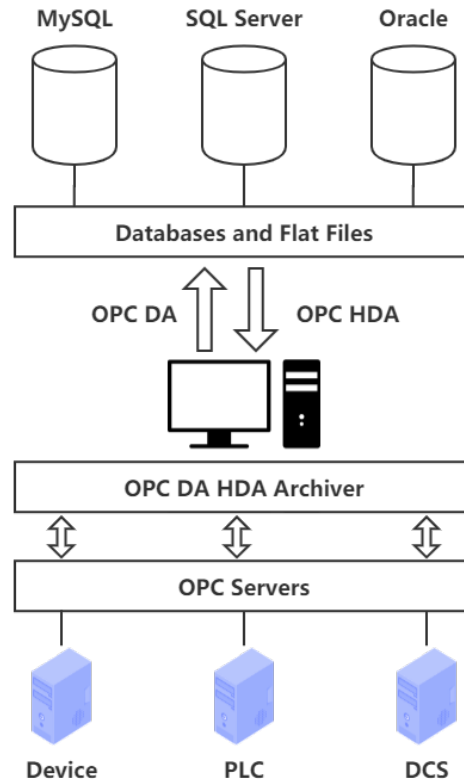 MySQL
SQL Server
Oracle
Databases and Flat Files
OPC DA
OPC HDA
OPC DA HDA Archiver
OPC Servers
Device
PLC
DCS